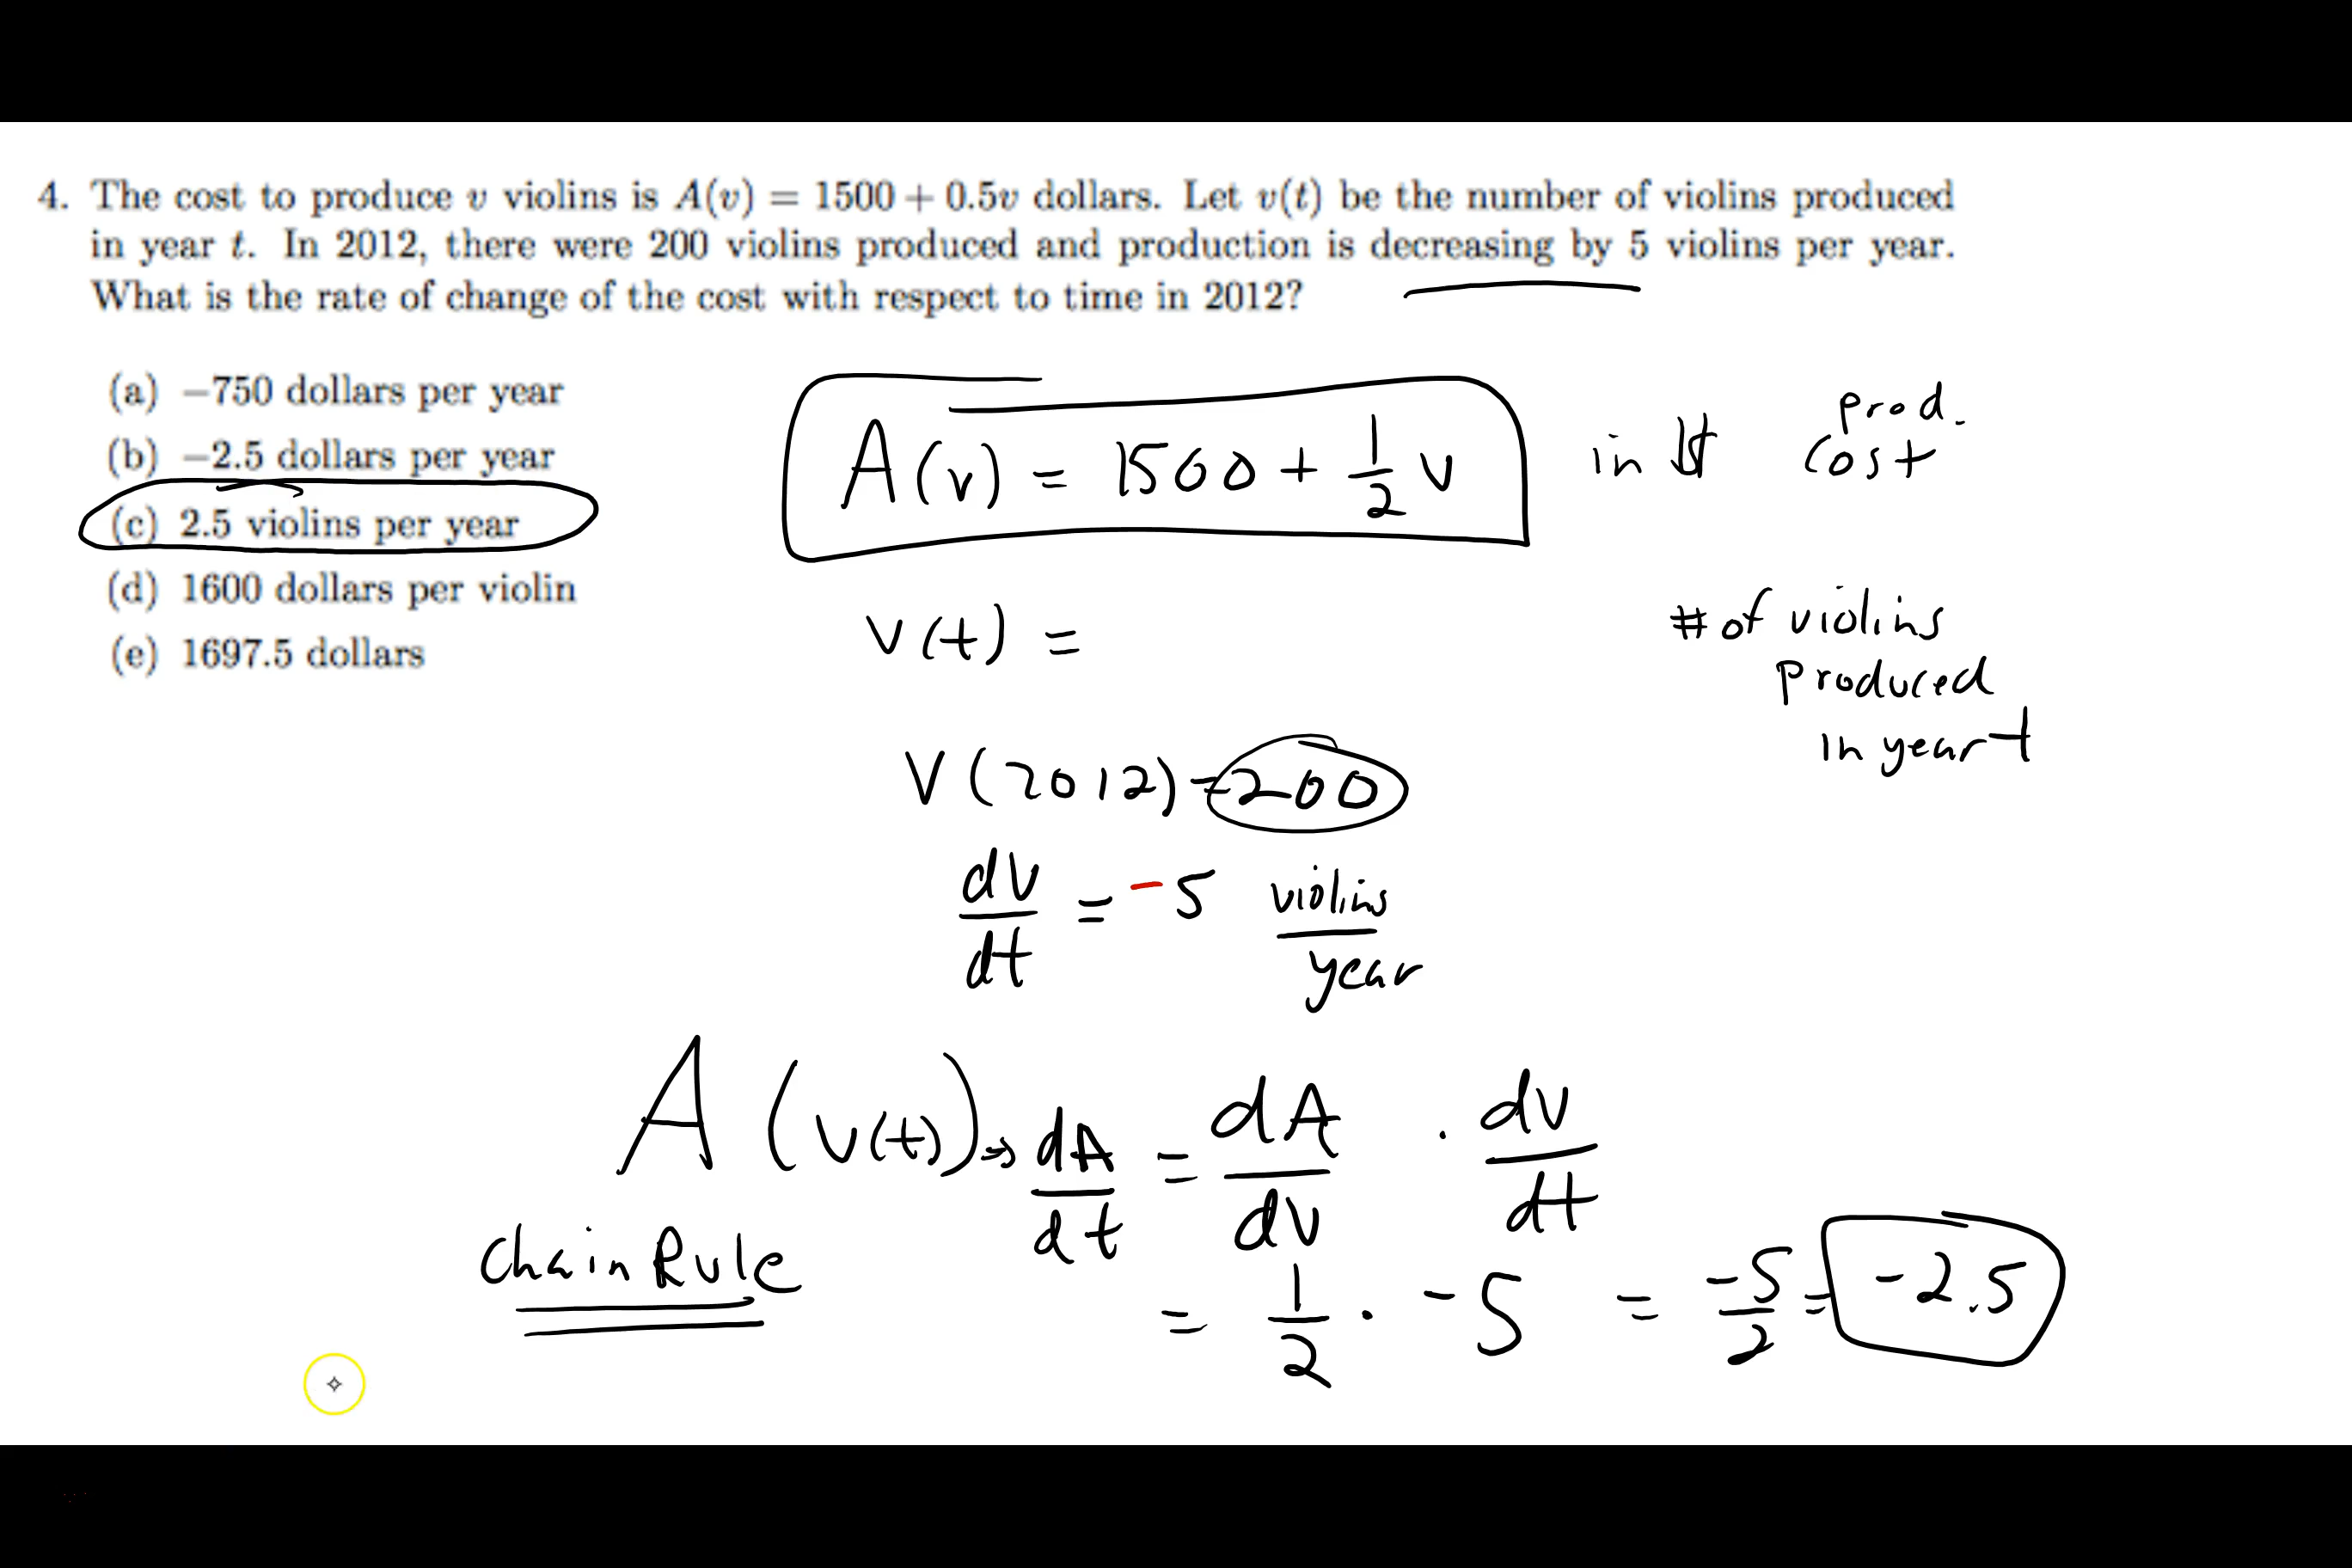 4. The cost to produce v violins is A(v) = 1500 + 0.5v dollars. Let v(t) be the number of violins produced
in year t. In 2012, there were 200 violins produced and production is decreasing by 5 violins per year.
What is the rate of change of the cost with respect to time in 2012?
(a) −750 dollars per year
(b) −2.5 dollars per year
(c) 2.5 violins per year
(d) 1600 dollars per violin
(e) 1697.5 dollars
A(v) = 1500 + 1/2 v in $ prod. cost
v(t) = # of violins
produced
in year t
V(2012) = 200
dv/dt = -5 violins/year
A(v(t)) → dA/dt = dA/dv · dv/dt
Chain Rule
= 1/2 · -5 = -5/2 = -2.5